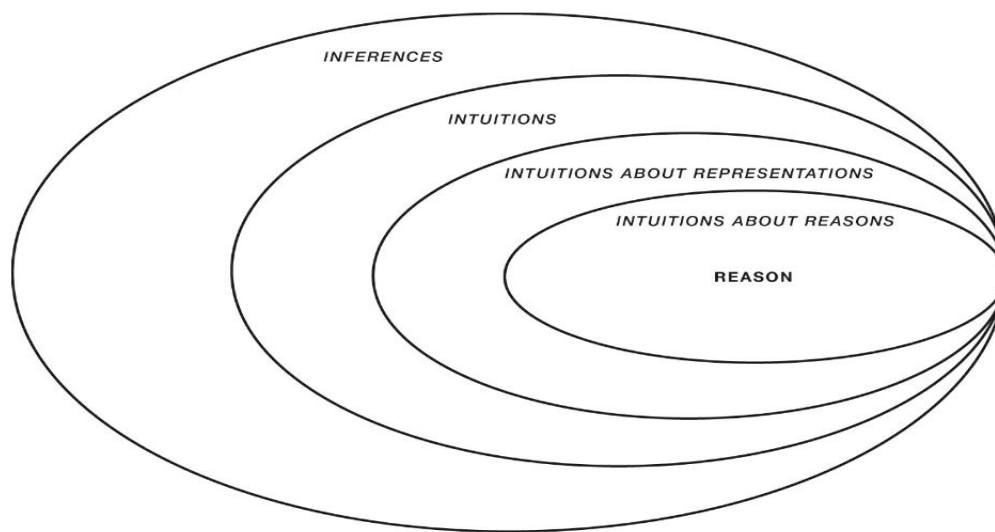 INFERENCES
INTUITIONS
INTUITIONS ABOUT REPRESENTATIONS
INTUITIONS ABOUT REASONS
REASON